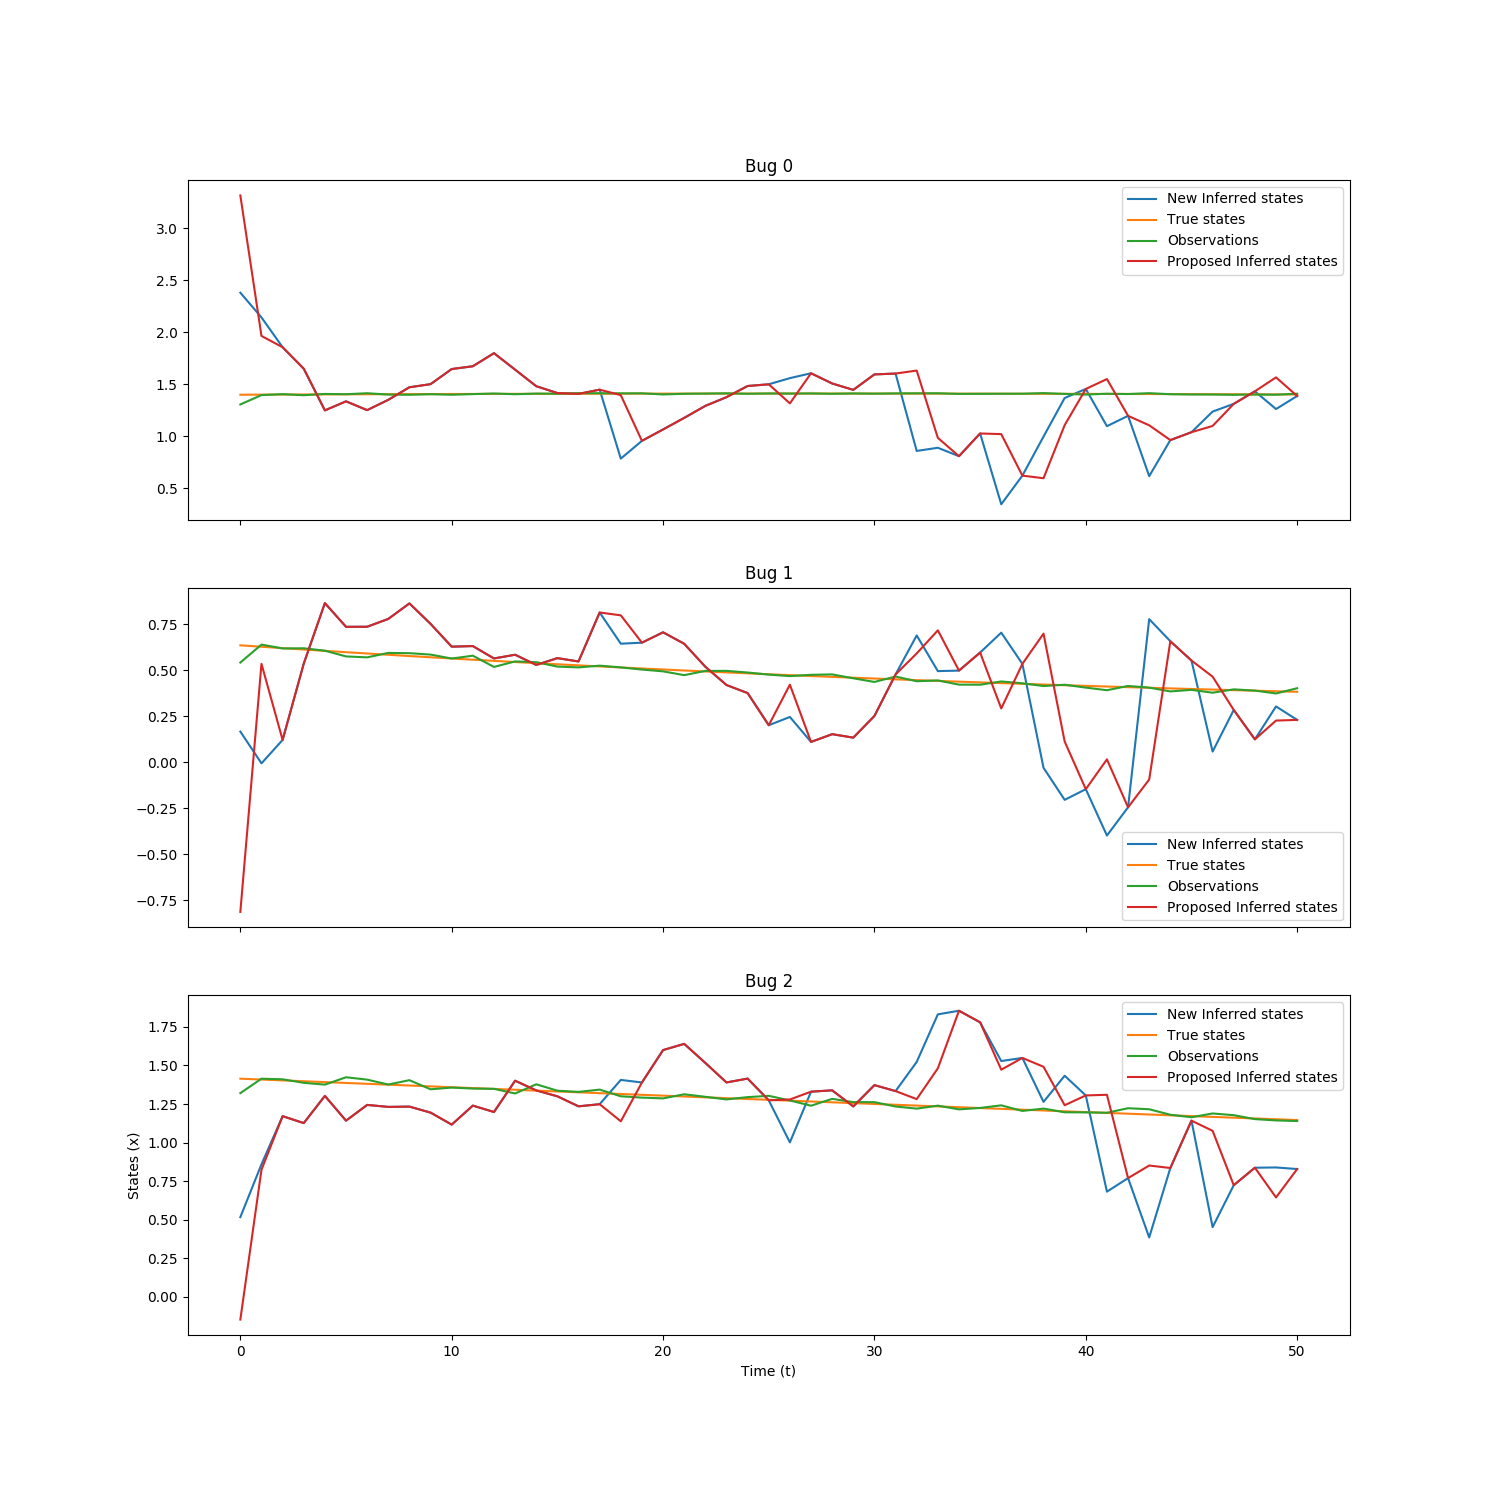 Bug 0
3.0
2.5
2.0
1.5
1.0
0.5
New Inferred states
True states
Observations
Proposed Inferred states
Bug 1
0.75
0.50
0.25
0.00
−0.25
−0.50
−0.75
New Inferred states
True states
Observations
Proposed Inferred states
Bug 2
States (x)
1.75
1.50
1.25
1.00
0.75
0.50
0.25
0.00
New Inferred states
True states
Observations
Proposed Inferred states
0 10 20 30 40 50
Time (t)